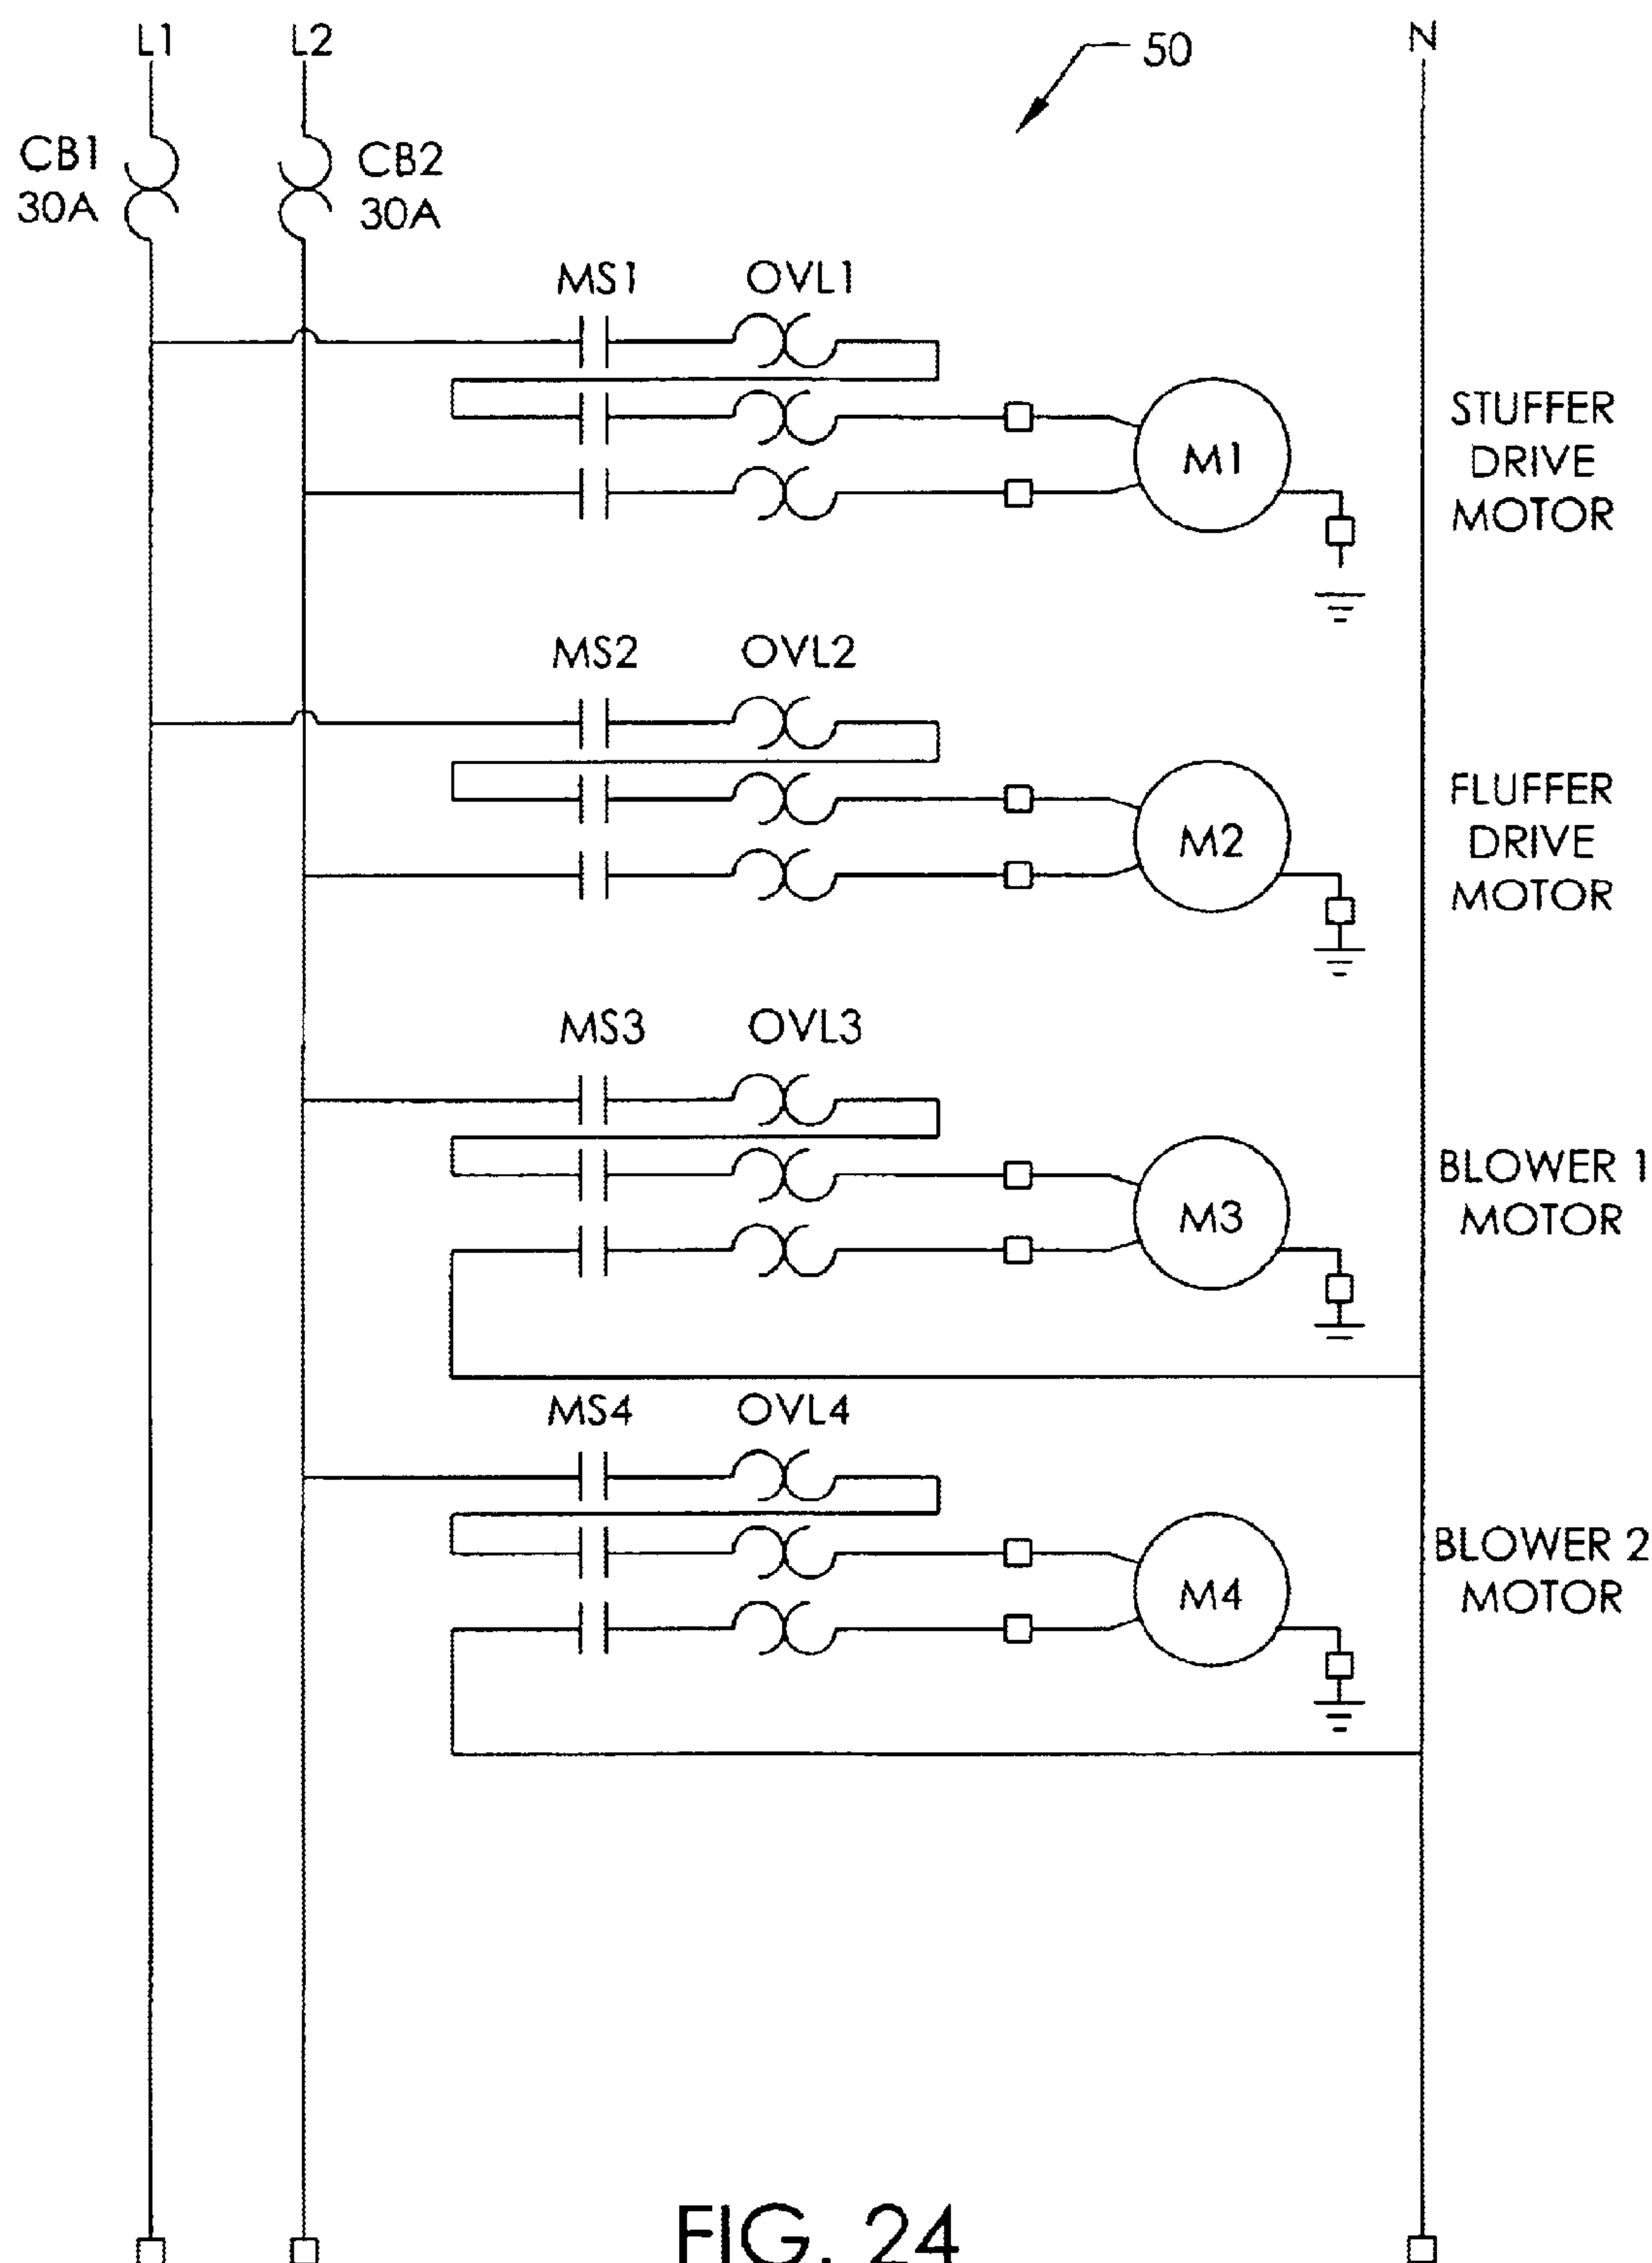 L1
L2
50
N
CB1
30A
CB2
30A
MS1
OVL1
M1
STUFFER
DRIVE
MOTOR
MS2
OVL2
M2
FLUFFER
DRIVE
MOTOR
MS3
OVL3
M3
BLOWER 1
MOTOR
MS4
OVL4
M4
BLOWER 2
MOTOR
FIG. 24